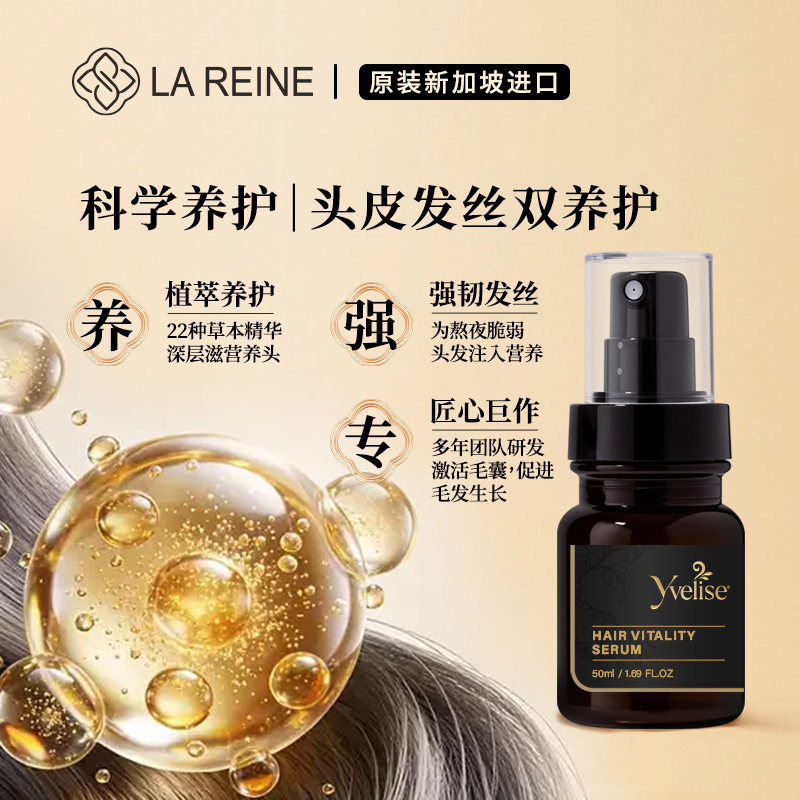 LA REINE | 原装新加坡进口
科学养护|头皮发丝双养护
养
植萃养护
22种草本精华
深层滋营养头
强
强韧发丝
为熬夜脆弱
头发注入营养
专
匠心巨作
多年团队研发
激活毛囊,促进
毛发生长
Yvelise®
HAIR VITALITY
SERUM
50ml / 1.69 FL.OZ